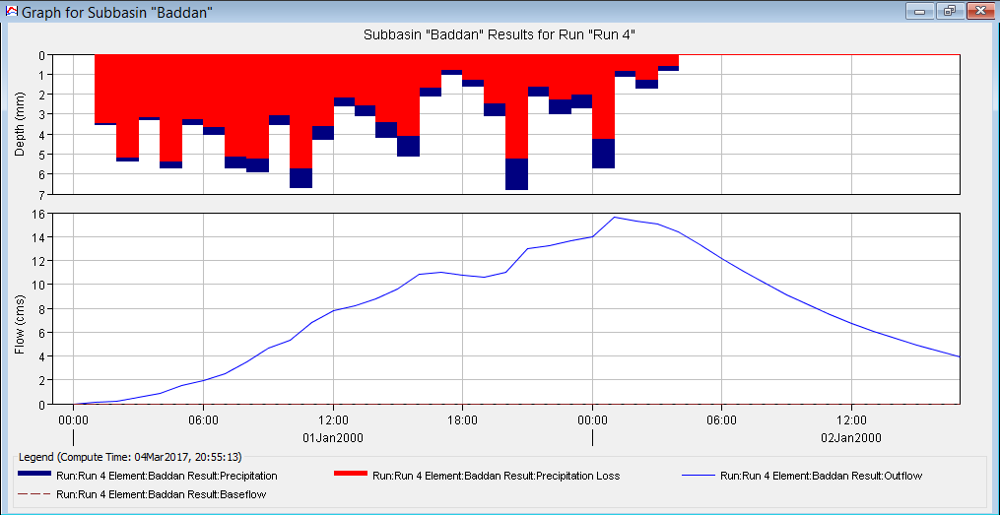 Graph for Subbasin "Baddan"
Subbasin "Baddan" Results for Run "Run 4"
0
1
2
3
4
5
6
7
Depth (mm)
16
14
12
10
8
6
4
2
0
Flow (cms)
00:00 06:00 12:00 18:00 00:00 06:00 12:00
01Jan2000 02Jan2000
Legend (Compute Time: 04Mar2017, 20:55:13)
Run:Run 4 Element:Baddan Result:Precipitation Run:Run 4 Element:Baddan Result:Precipitation Loss Run:Run 4 Element:Baddan Result:Outflow
Run:Run 4 Element:Baddan Result:Baseflow